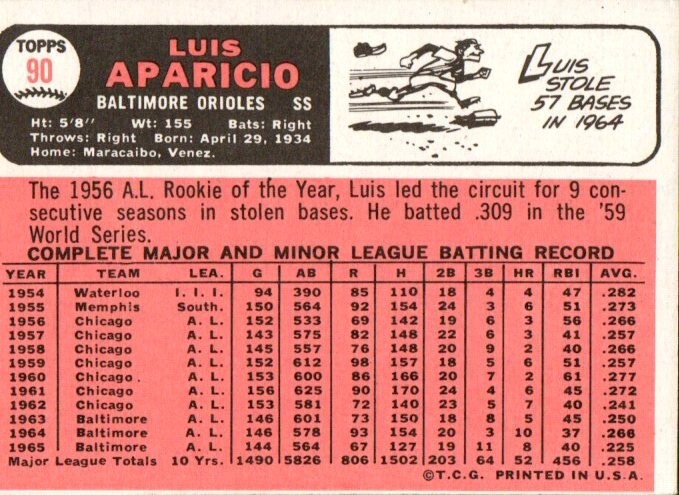 TOPPS
90
LUIS
APARICIO
BALTIMORE ORIOLES SS
Ht: 5'8" Wt: 155 Bats: Right
Throws: Right Born: April 29, 1934
Home: Maracaibo, Venez.
LUIS
STOLE
57 BASES
IN 1964
The 1956 A.L. Rookie of the Year, Luis led the circuit for 9 con-
secutive seasons in stolen bases. He batted .309 in the '59
World Series.
COMPLETE MAJOR AND MINOR LEAGUE BATTING RECORD
YEAR TEAM LEA. G AB R H 2B 3B HR RBI AVG.
1954 Waterloo I. I. I. 94 390 85 110 18 4 4 47 .282
1955 Memphis South. 150 564 92 154 24 3 6 51 .273
1956 Chicago A. L. 152 533 69 142 19 6 3 56 .266
1957 Chicago A. L. 143 575 82 148 22 6 3 41 .257
1958 Chicago A. L. 145 557 76 148 20 9 2 40 .266
1959 Chicago A. L. 152 612 98 157 18 5 6 51 .257
1960 Chicago . A. L. 153 600 86 166 20 7 2 61 .277
1961 Chicago A. L. 156 625 90 170 24 4 6 45 .272
1962 Chicago A. L. 153 581 72 140 23 5 7 40 .241
1963 Baltimore A. L. 146 601 73 150 18 8 5 45 .250
1964 Baltimore A. L. 146 578 93 154 20 3 10 37 .266
1965 Baltimore A. L. 144 564 67 127 19 11 8 40 .225
Major League Totals 10 Yrs. 1490 5826 806 1502 203 64 52 456 .258
©T.C.G. PRINTED IN U.S.A.